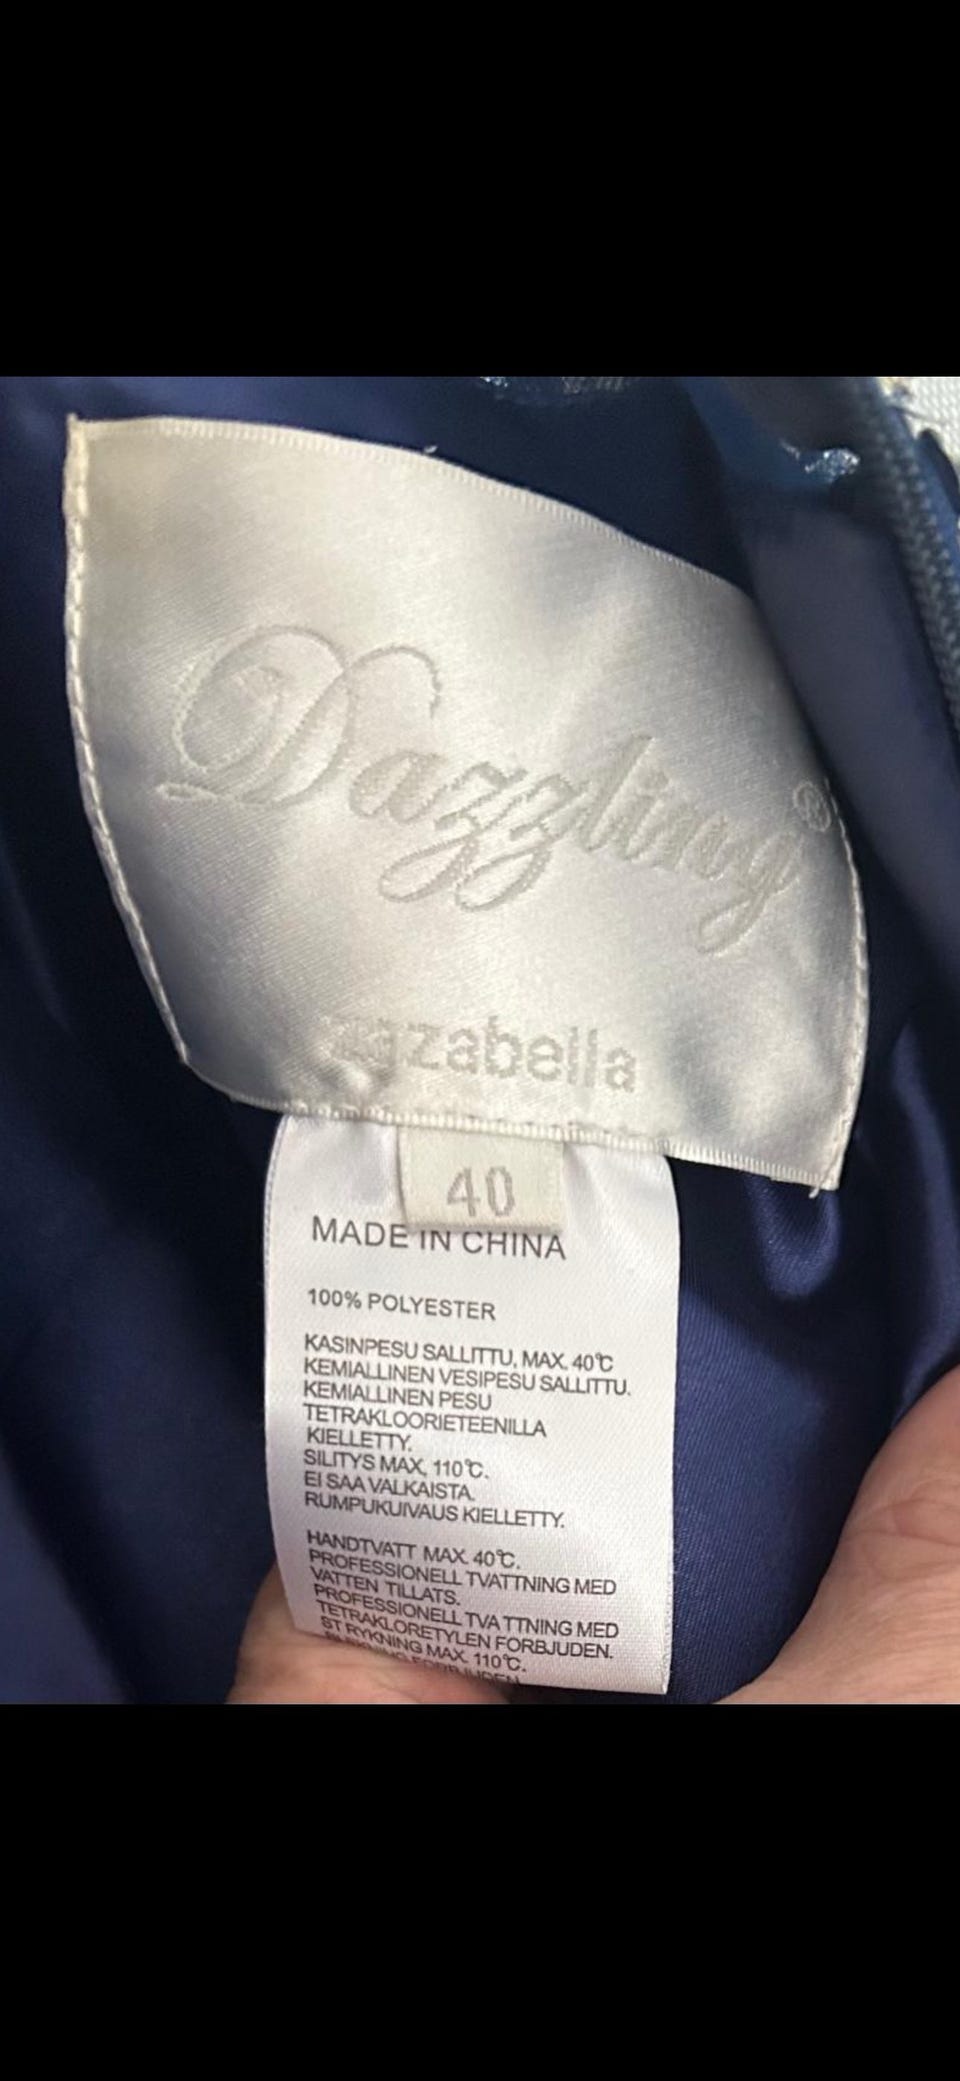 Dazzling®
zabella
40
MADE IN CHINA
100% POLYESTER
KASINPESU SALLITTU, MAX. 40℃
KEMIALLINEN VESIPESU SALLITTU.
KEMIALLINEN PESU
TETRAKLOORIETEENILLA
KIELLETTY.
SILITYS MAX, 110℃.
EI SAA VALKAISTA.
RUMPUKUIVAUS KIELLETTY.
HANDTVATT MAX. 40℃.
PROFESSIONELL TVATTNING MED
VATTEN TILLATS.
PROFESSIONELL TVA TTNING MED
TETRAKLORETYLEN FORBJUDEN.
ST RYKNING MAX. 110℃.
FORBJUDEN